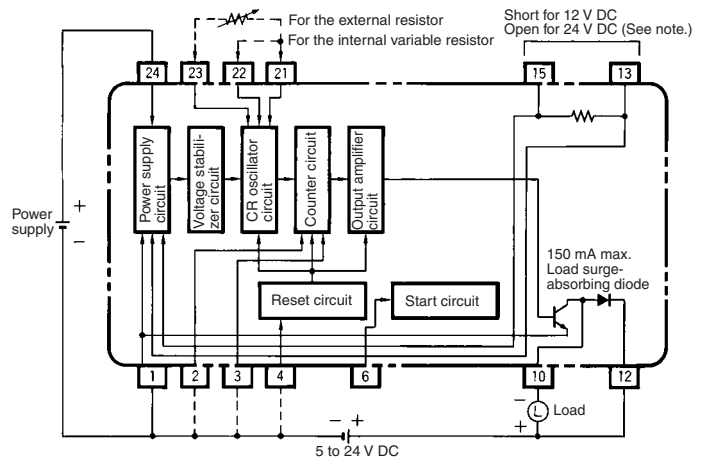 For the external resistor
For the internal variable resistor
Short for 12 V DC
Open for 24 V DC (See note.)
24
23
22
21
15
13
Power supply
circuit
Voltage stabili-
zer circuit
CR oscillator
circuit
Counter circuit
Output amplifier
circuit
Power
supply
+
−
150 mA max.
Load surge-
absorbing diode
Reset circuit
Start circuit
1
2
3
4
6
10
12
−
L
Load
+
− +
5 to 24 V DC